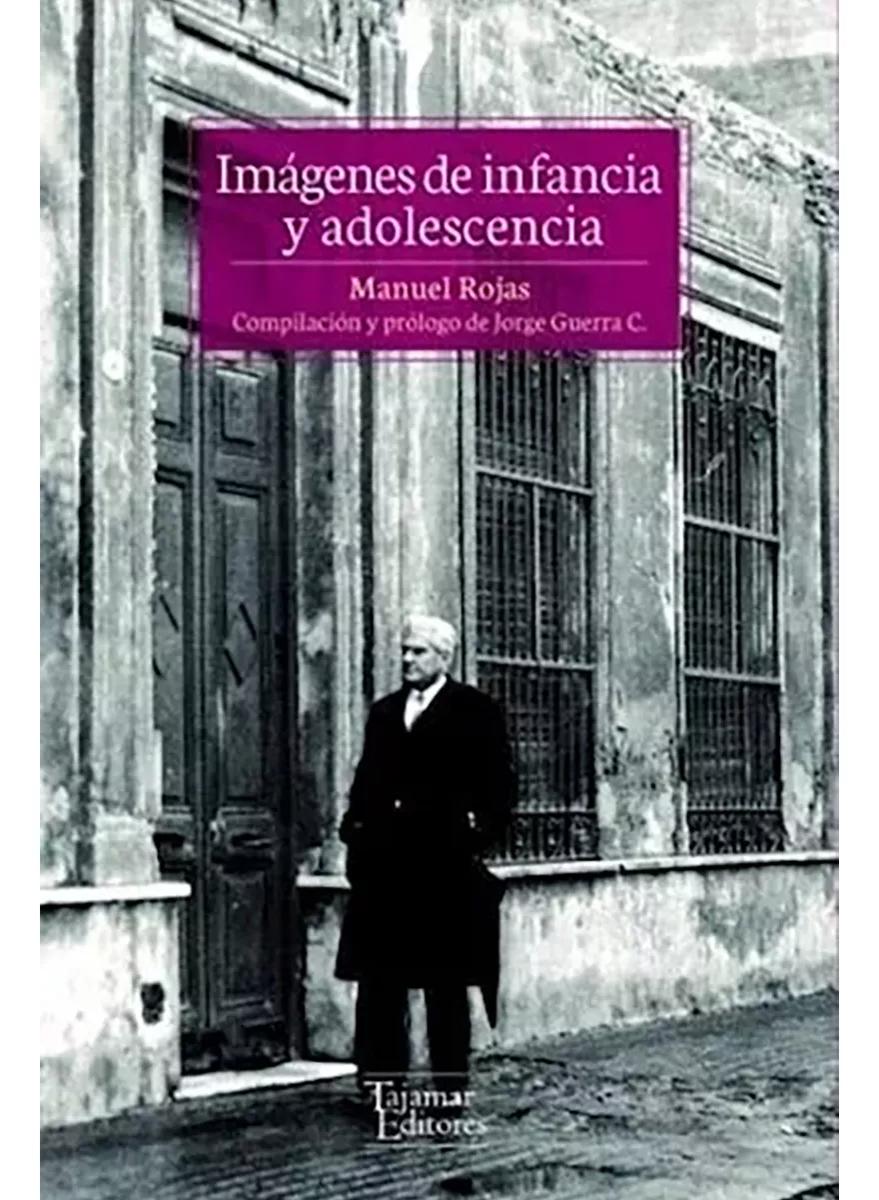 Imágenes de infancia
y adolescencia
Manuel Rojas
Compilación y prólogo de Jorge Guerra C.
Tajamar
Editores